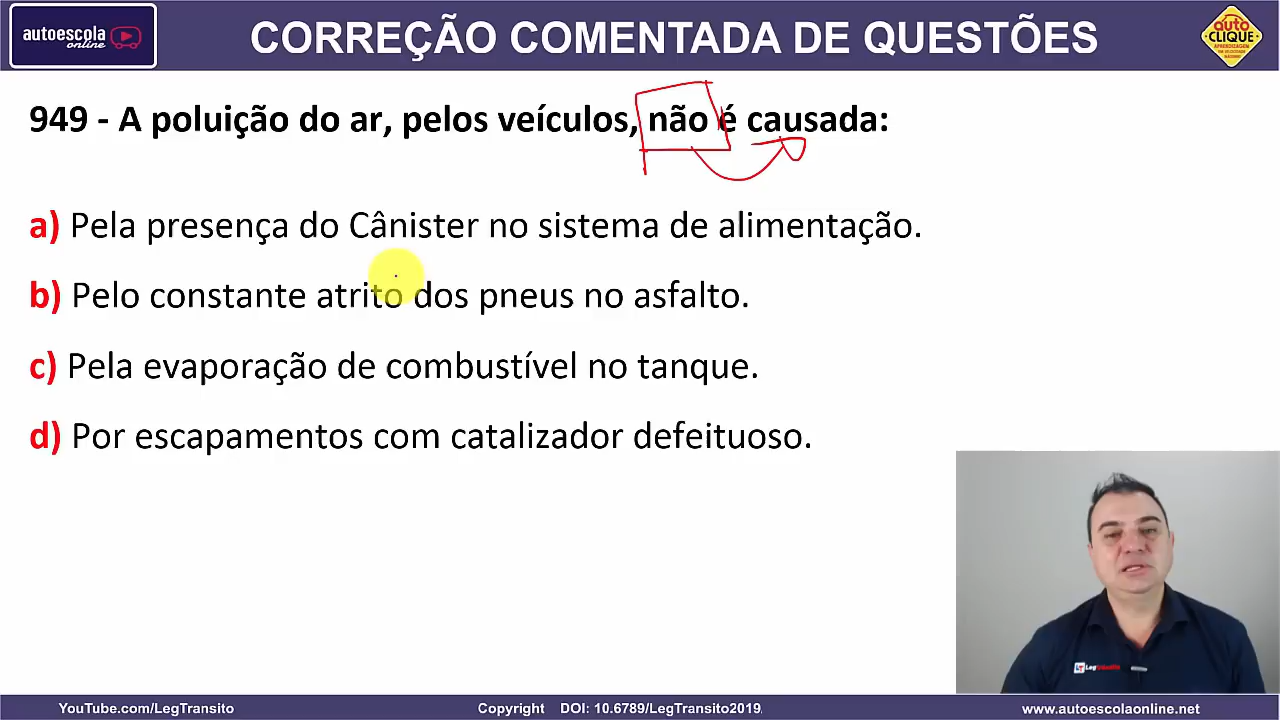 autoescola
online
CORREÇÃO COMENTADA DE QUESTÕES
auto
CLIQUE
949 - A poluição do ar, pelos veículos, não é causada:
a) Pela presença do Cânister no sistema de alimentação.
b) Pelo constante atrito dos pneus no asfalto.
c) Pela evaporação de combustível no tanque.
d) Por escapamentos com catalizador defeituoso.
LegTransito
YouTube.com/LegTransito Copyright DOI: 10.6789/LegTransito2019 www.autoescolaonline.net